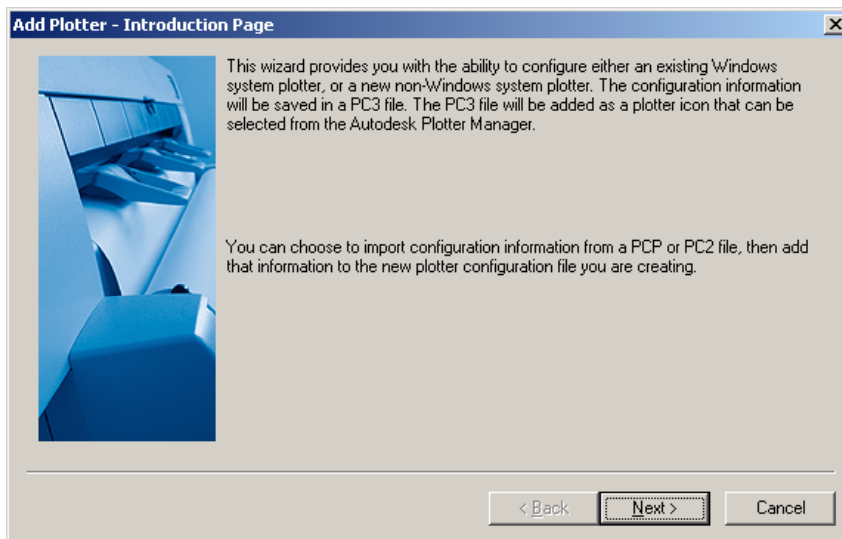 Add Plotter - Introduction Page
This wizard provides you with the ability to configure either an existing Windows
system plotter, or a new non-Windows system plotter. The configuration information
will be saved in a PC3 file. The PC3 file will be added as a plotter icon that can be
selected from the Autodesk Plotter Manager.
You can choose to import configuration information from a PCP or PC2 file, then add
that information to the new plotter configuration file you are creating.
< Back Next > Cancel